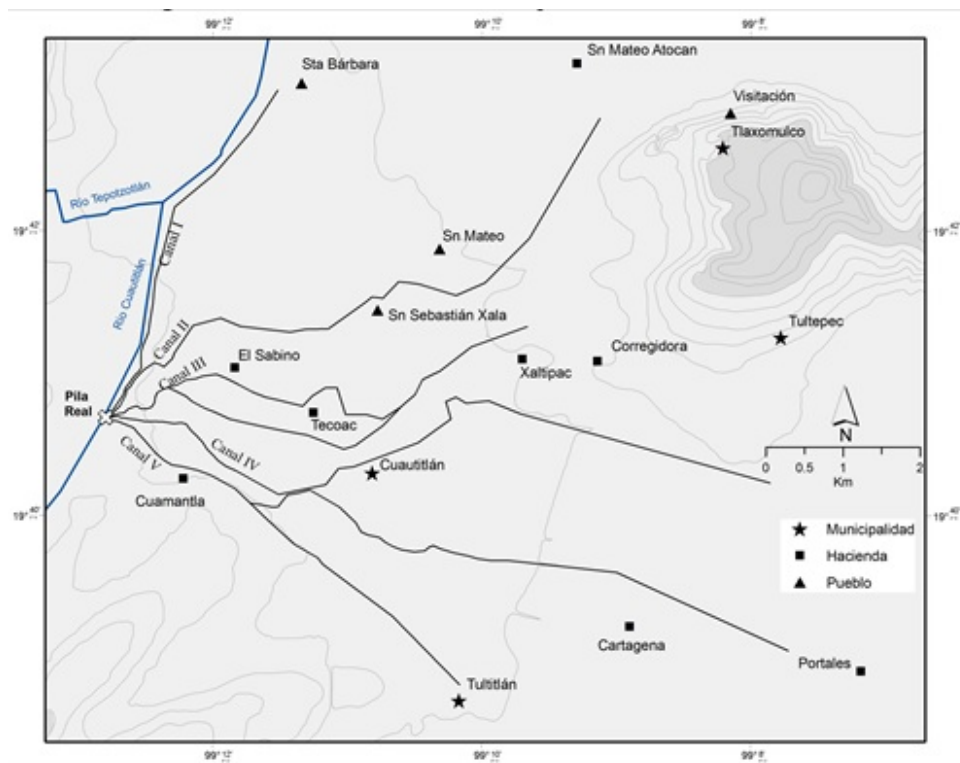 99° 12'
99° 10'
99° 8'
Sn Mateo Atocan
Sta Bárbara
Visitación
Tlaxomulco
Río Tepotzotlán
19° 42'
19° 42'
Canal I
Sn Mateo
Río Cuautitlán
Sn Sebastián Xala
Tultepec
Canal II
El Sabino
Corregidora
Canal III
Xaltipac
Pila
Real
Tecoac
N
Canal IV
Canal V
Cuautitlán
0 0.5 1 2
Km
Cuamantla
19° 40'
19° 40'
Municipalidad
Hacienda
Pueblo
Cartagena
Portales
Tultitlán
99° 12'
99° 10'
99° 8'